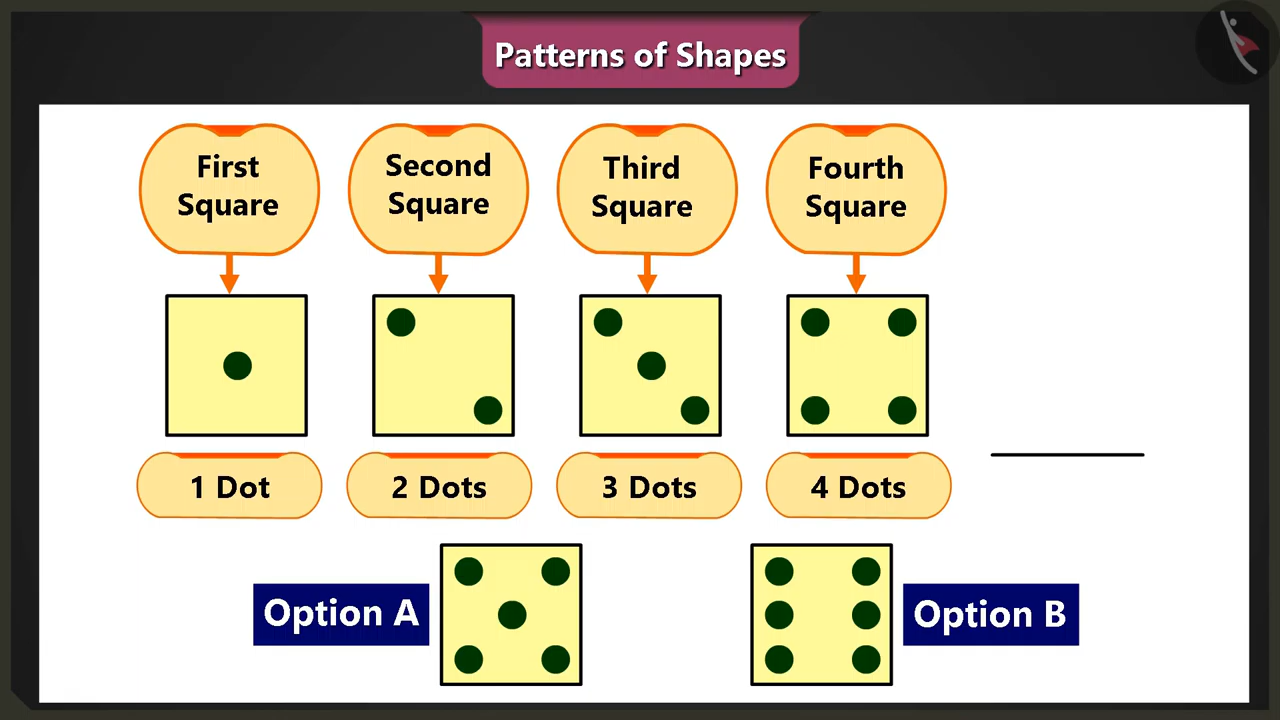 Patterns of Shapes
First
Square
Second
Square
Third
Square
Fourth
Square
1 Dot
2 Dots
3 Dots
4 Dots
Option A
Option B